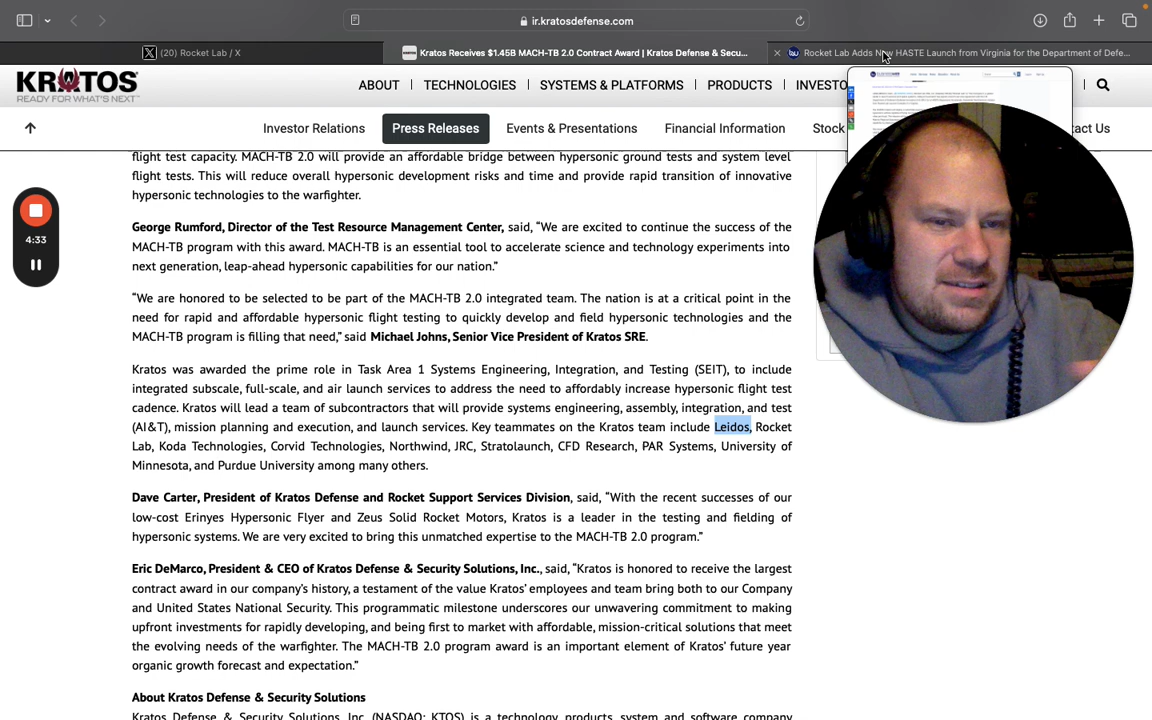 ir.kratosdefense.com
(20) Rocket Lab / X
Kratos Receives $1.45B MACH-TB 2.0 Contract Award | Kratos Defense & Secu...
Rocket Lab Adds New HASTE Launch from Virginia for the Department of Defe...
KRATOS
READY FOR WHAT'S NEXT
ABOUT
TECHNOLOGIES
SYSTEMS & PLATFORMS
PRODUCTS
INVESTO
Investor Relations
Press Releases
Events & Presentations
Financial Information
Stock
act Us
4:33
flight test capacity. MACH-TB 2.0 will provide an affordable bridge between hypersonic ground tests and system level
flight tests. This will reduce overall hypersonic development risks and time and provide rapid transition of innovative
hypersonic technologies to the warfighter.
George Rumford, Director of the Test Resource Management Center, said, “We are excited to continue the success of the
MACH-TB program with this award. MACH-TB is an essential tool to accelerate science and technology experiments into
next generation, leap-ahead hypersonic capabilities for our nation.”
“We are honored to be selected to be part of the MACH-TB 2.0 integrated team. The nation is at a critical point in the
need for rapid and affordable hypersonic flight testing to quickly develop and field hypersonic technologies and the
MACH-TB program is filling that need,” said Michael Johns, Senior Vice President of Kratos SRE.
Kratos was awarded the prime role in Task Area 1 Systems Engineering, Integration, and Testing (SEIT), to include
integrated subscale, full-scale, and air launch services to address the need to affordably increase hypersonic flight test
cadence. Kratos will lead a team of subcontractors that will provide systems engineering, assembly, integration, and test
(AI&T), mission planning and execution, and launch services. Key teammates on the Kratos team include Leidos, Rocket
Lab, Koda Technologies, Corvid Technologies, Northwind, JRC, Stratolaunch, CFD Research, PAR Systems, University of
Minnesota, and Purdue University among many others.
Dave Carter, President of Kratos Defense and Rocket Support Services Division, said, “With the recent successes of our
low-cost Erinyes Hypersonic Flyer and Zeus Solid Rocket Motors, Kratos is a leader in the testing and fielding of
hypersonic systems. We are very excited to bring this unmatched expertise to the MACH-TB 2.0 program.”
Eric DeMarco, President & CEO of Kratos Defense & Security Solutions, Inc., said, “Kratos is honored to receive the largest
contract award in our company’s history, a testament of the value Kratos’ employees and team bring both to our Company
and United States National Security. This programmatic milestone underscores our unwavering commitment to making
upfront investments for rapidly developing, and being first to market with affordable, mission-critical solutions that meet
the evolving needs of the warfighter. The MACH-TB 2.0 program award is an important element of Kratos’ future year
organic growth forecast and expectation.”
About Kratos Defense & Security Solutions
Kratos Defense & Security Solutions, Inc. (NASDAQ: KTOS) is a technology, products, system and software company